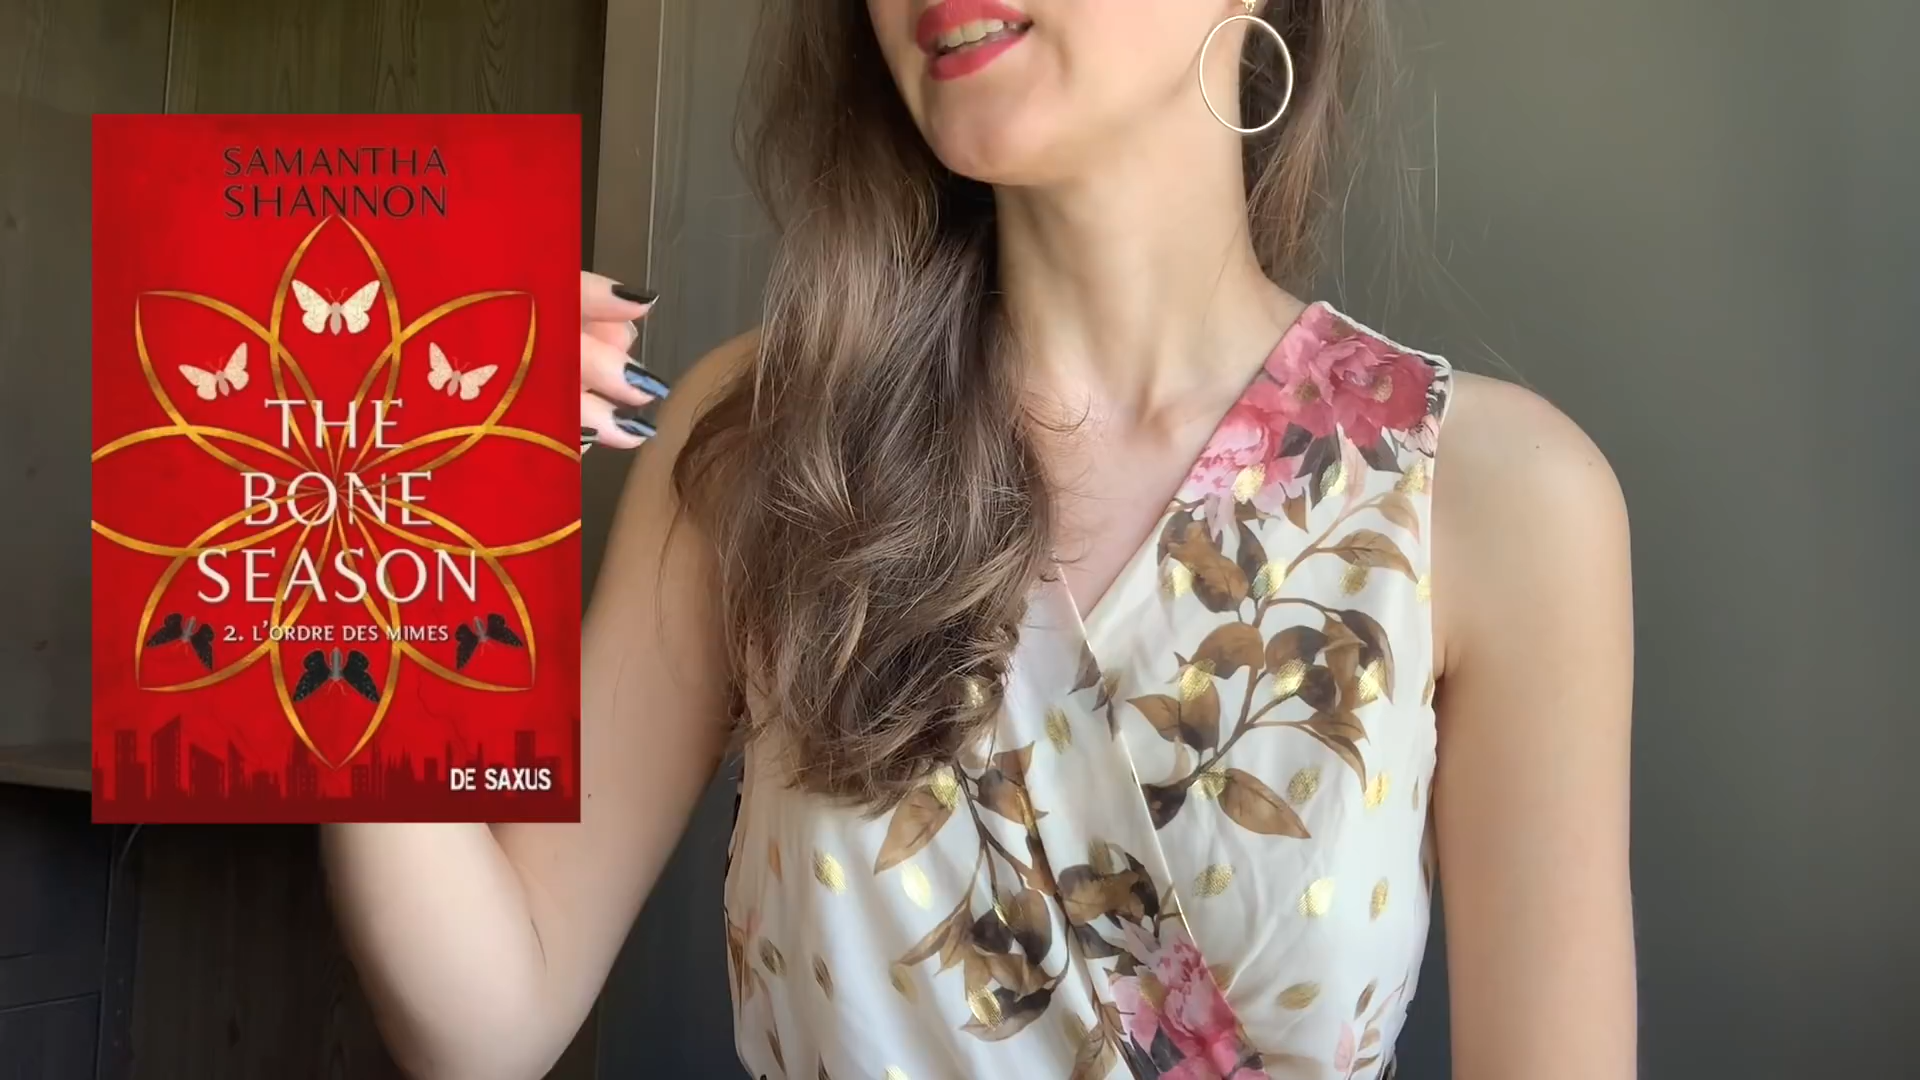 SAMANTHA
SHANNON
THE
BONE
SEASON
2. L'ORDRE DES MIMES
DE SAXUS